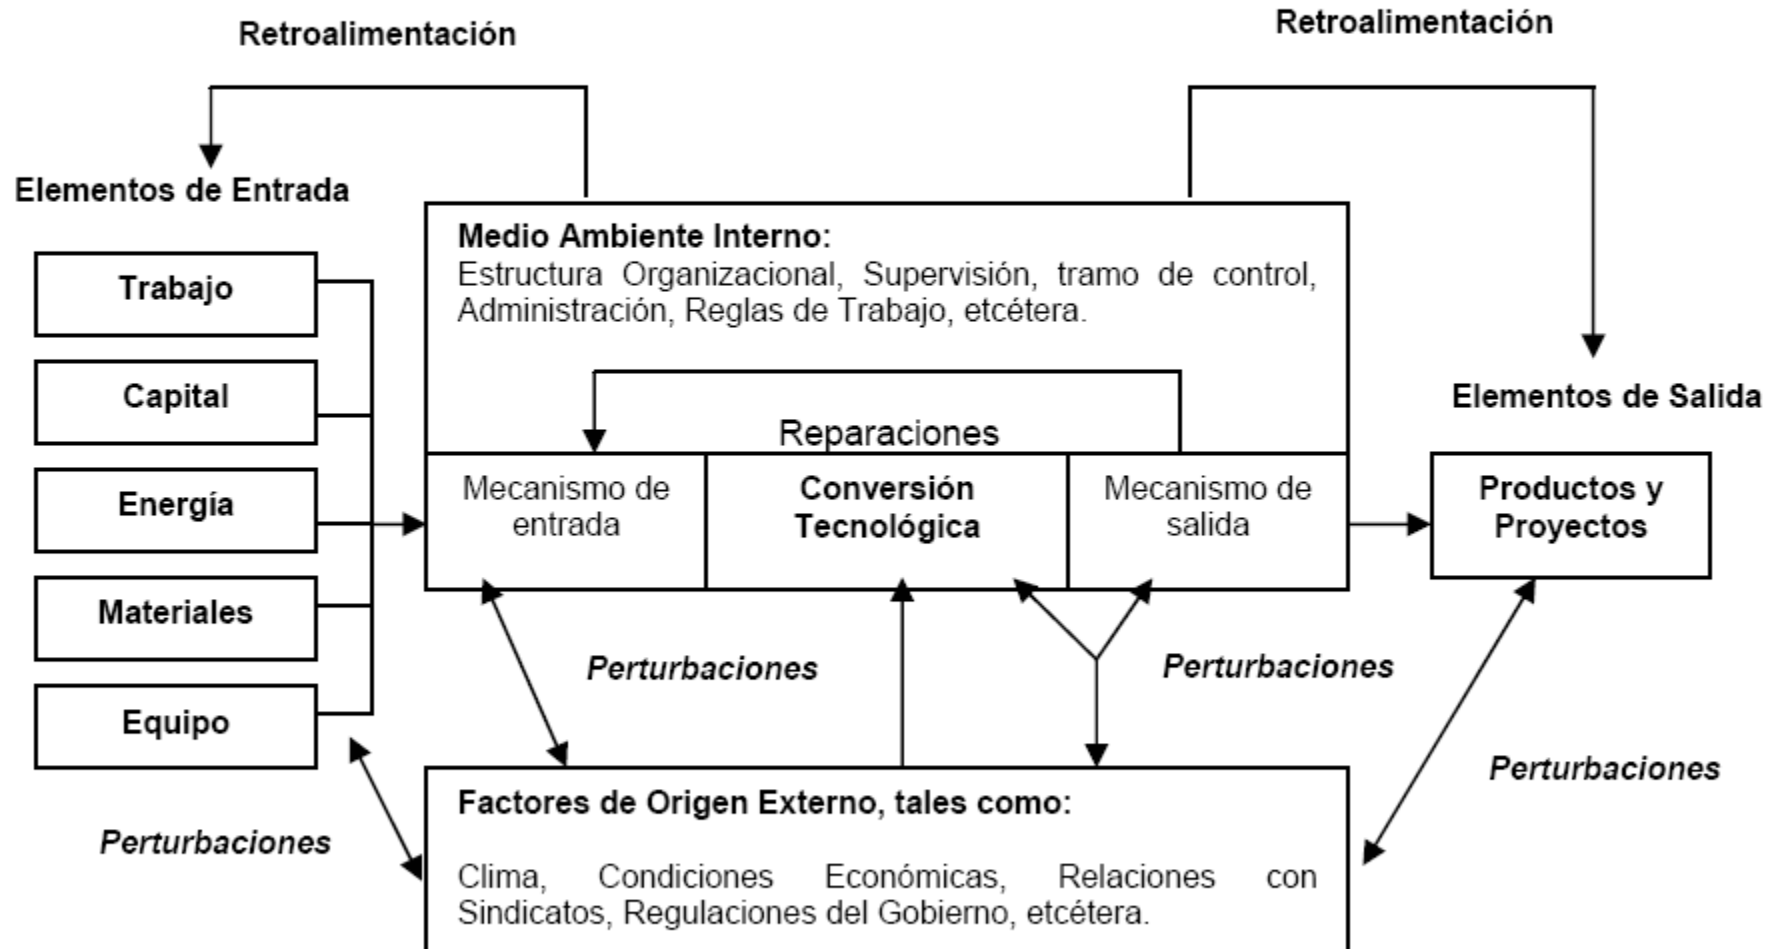 Retroalimentación
Retroalimentación
Elementos de Entrada
Trabajo
Capital
Energía
Materiales
Equipo
Medio Ambiente Interno:
Estructura Organizacional, Supervisión, tramo de control,
Administración, Reglas de Trabajo, etcétera.
Reparaciones
Mecanismo de
entrada
Conversión
Tecnológica
Mecanismo de
salida
Elementos de Salida
Productos y
Proyectos
Perturbaciones
Perturbaciones
Perturbaciones
Perturbaciones
Factores de Origen Externo, tales como:
Clima, Condiciones Económicas, Relaciones con
Sindicatos, Regulaciones del Gobierno, etcétera.